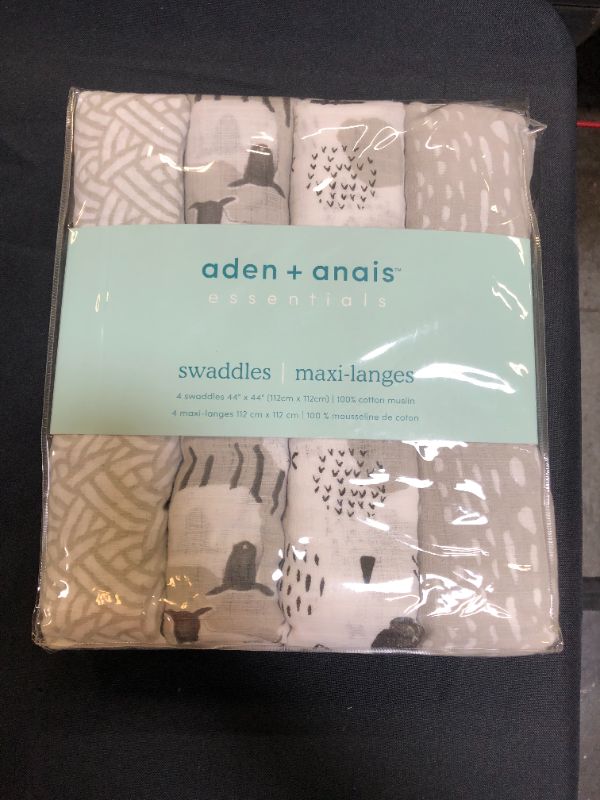 aden + anais™
essentials
swaddles | maxi-langes
4 swaddles 44" x 44" (112cm x 112cm) | 100% cotton muslin
4 maxi-langes 112 cm x 112 cm | 100 % mousseline de coton